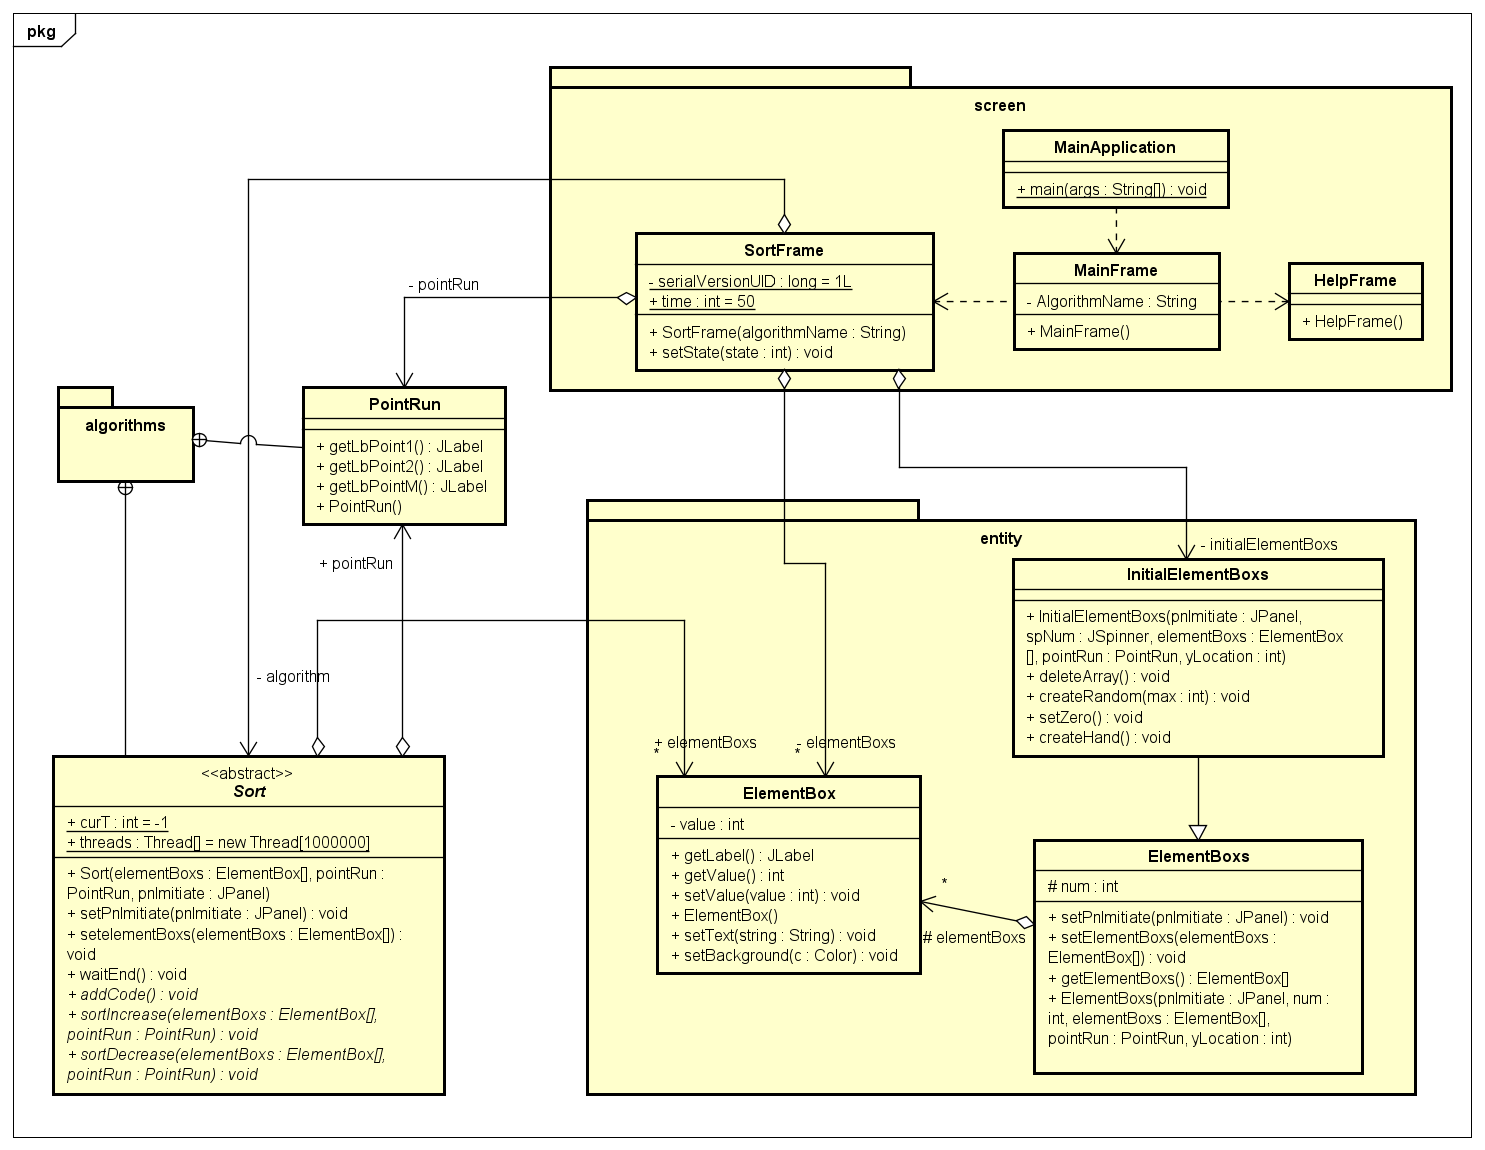 pkg
screen
MainApplication
+ main(args : String[]) : void
SortFrame
- serialVersionUID : long = 1L
+ time : int = 50
+ SortFrame(algorithmName : String)
+ setState(state : int) : void
MainFrame
- AlgorithmName : String
+ MainFrame()
HelpFrame
+ HelpFrame()
- pointRun
PointRun
+ getLbPoint1() : JLabel
+ getLbPoint2() : JLabel
+ getLbPointM() : JLabel
+ PointRun()
algorithms
+ pointRun
- algorithm
entity
- initialElementBoxs
InitialElementBoxs
+ InitialElementBoxs(pnImitiate : JPanel,
spNum : JSpinner, elementBoxs : ElementBox
[], pointRun : PointRun, yLocation : int)
+ deleteArray() : void
+ createRandom(max : int) : void
+ setZero() : void
+ createHand() : void
+ elementBoxs
*
- elementBoxs
*
<<abstract>>
Sort
+ curT : int = -1
+ threads : Thread[] = new Thread[1000000]
+ Sort(elementBoxs : ElementBox[], pointRun :
PointRun, pnImitiate : JPanel)
+ setPnImitiate(pnImitiate : JPanel) : void
+ setelementBoxs(elementBoxs : ElementBox[]) :
void
+ waitEnd() : void
+ addCode() : void
+ sortIncrease(elementBoxs : ElementBox[],
pointRun : PointRun) : void
+ sortDecrease(elementBoxs : ElementBox[],
pointRun : PointRun) : void
ElementBox
- value : int
+ getLabel() : JLabel
+ getValue() : int
+ setValue(value : int) : void
+ ElementBox()
+ setText(string : String) : void
+ setBackground(c : Color) : void
*
# elementBoxs
ElementBoxs
# num : int
+ setPnImitiate(pnImitiate : JPanel) : void
+ setElementBoxs(elementBoxs :
ElementBox[]) : void
+ getElementBoxs() : ElementBox[]
+ ElementBoxs(pnImitiate : JPanel, num :
int, elementBoxs : ElementBox[],
pointRun : PointRun, yLocation : int)